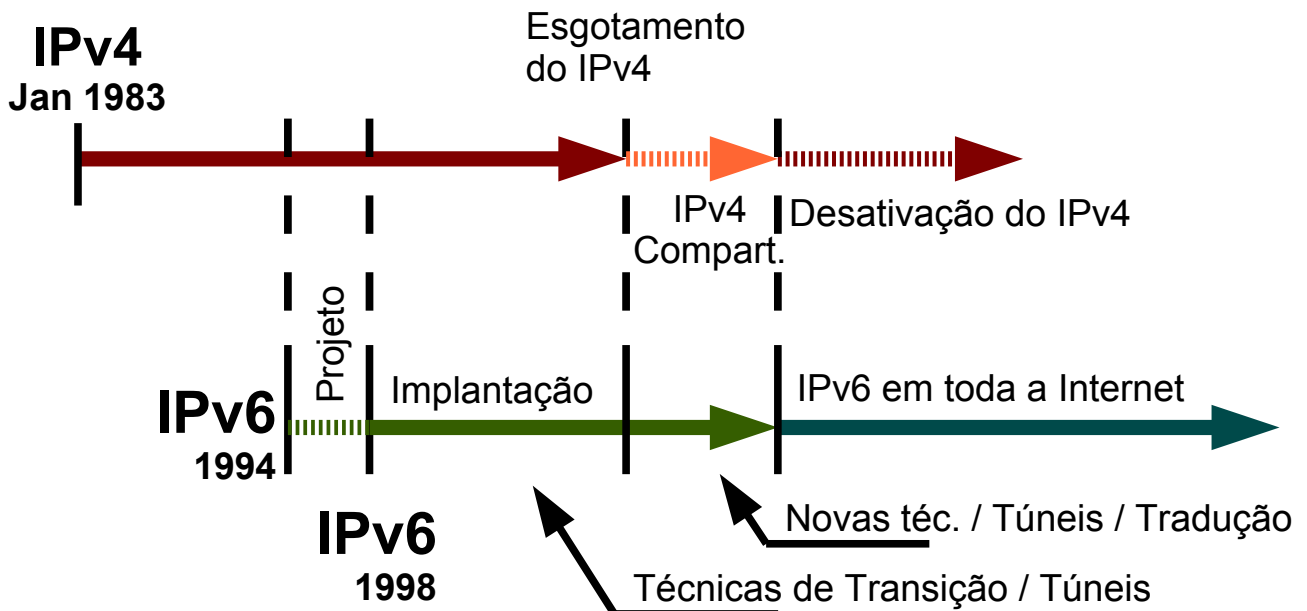 IPv4
Jan 1983
Esgotamento
do IPv4
IPv4
Compart.
Desativação do IPv4
Projeto
IPv6
1994
Implantação
IPv6 em toda a Internet
IPv6
1998
Novas téc. / Túneis / Tradução
Técnicas de Transição / Túneis